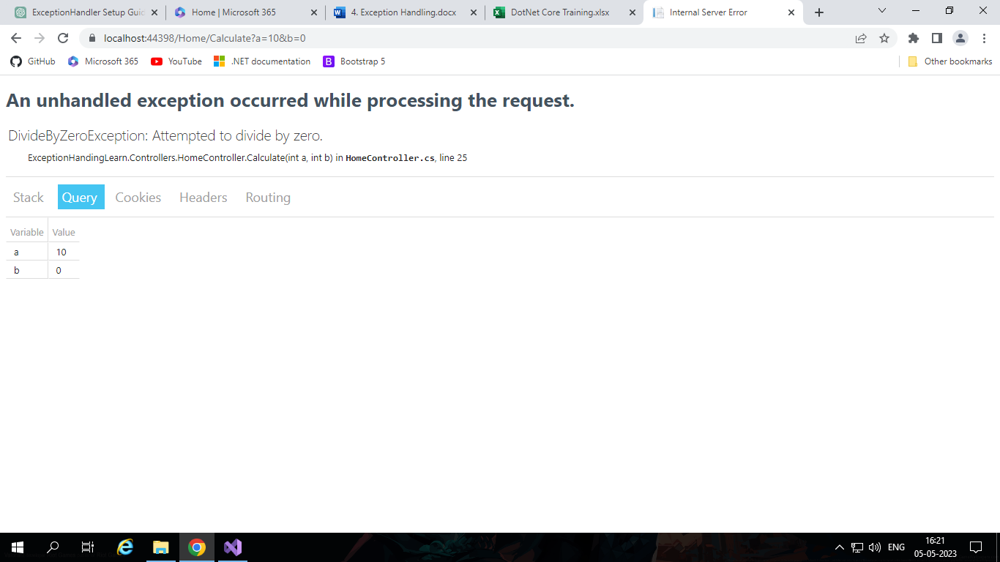 ExceptionHandler Setup Guid
Home | Microsoft 365
4. Exception Handling.docx
DotNet Core Training.xlsx
Internal Server Error
localhost:44398/Home/Calculate?a=10&b=0
GitHub
Microsoft 365
YouTube
.NET documentation
Bootstrap 5
Other bookmarks
An unhandled exception occurred while processing the request.
DivideByZeroException: Attempted to divide by zero.
ExceptionHandingLearn.Controllers.HomeController.Calculate(int a, int b) in HomeController.cs, line 25
Stack Query Cookies Headers Routing
Variable Value
a 10
b 0
ENG
16:21
05-05-2023